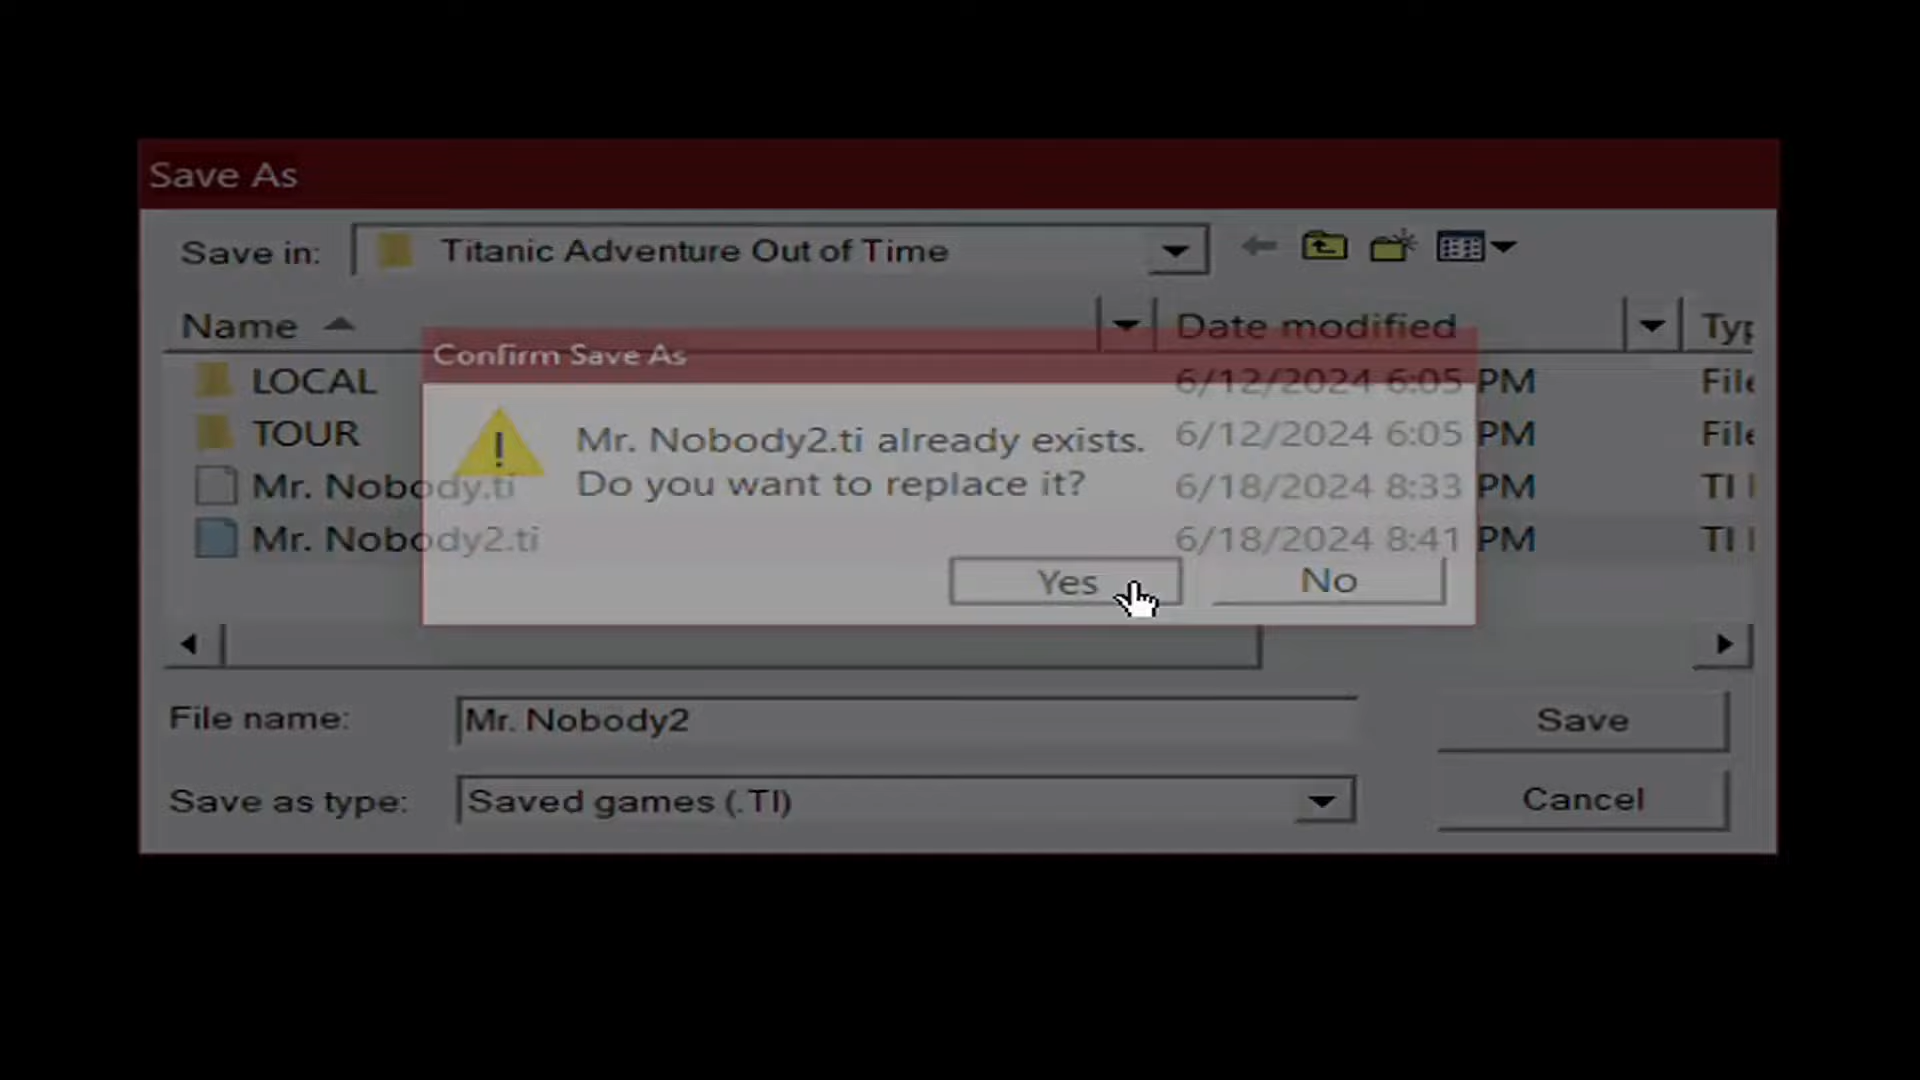 Save As
Save in: Titanic Adventure Out of Time
Name Date modified
LOCAL 6/12/2024 6:05 PM
TOUR 6/12/2024 6:05 PM
Mr. Nobody.ti 6/18/2024 8:33 PM TI
Mr. Nobody2.ti 6/18/2024 8:41 PM TI
Confirm Save As
Mr. Nobody2.ti already exists.
Do you want to replace it?
Yes No
File name: Mr. Nobody2 Save
Save as type: Saved games (.TI) Cancel